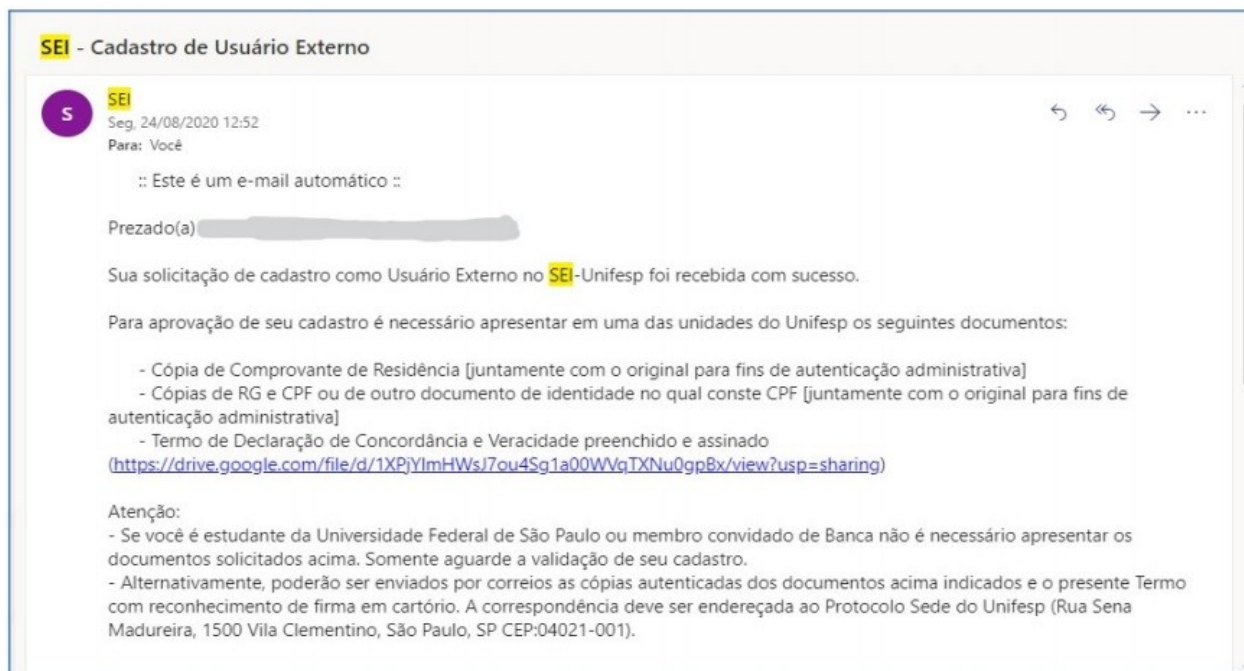 SEI - Cadastro de Usuário Externo
S
SEI
Seg, 24/08/2020 12:52
Para: Você
:: Este é um e-mail automático ::
Prezado(a)
Sua solicitação de cadastro como Usuário Externo no SEI-Unifesp foi recebida com sucesso.
Para aprovação de seu cadastro é necessário apresentar em uma das unidades do Unifesp os seguintes documentos:
- Cópia de Comprovante de Residência [juntamente com o original para fins de autenticação administrativa]
- Cópias de RG e CPF ou de outro documento de identidade no qual conste CPF [juntamente com o original para fins de
autenticação administrativa]
- Termo de Declaração de Concordância e Veracidade preenchido e assinado
(https://drive.google.com/file/d/1XPjYlmHWsJ7ou4Sg1a00WVqTXNu0gpBx/view?usp=sharing)
Atenção:
- Se você é estudante da Universidade Federal de São Paulo ou membro convidado de Banca não é necessário apresentar os
documentos solicitados acima. Somente aguarde a validação de seu cadastro.
- Alternativamente, poderão ser enviados por correios as cópias autenticadas dos documentos acima indicados e o presente Termo
com reconhecimento de firma em cartório. A correspondência deve ser endereçada ao Protocolo Sede do Unifesp (Rua Sena
Madureira, 1500 Vila Clementino, São Paulo, SP CEP:04021-001).